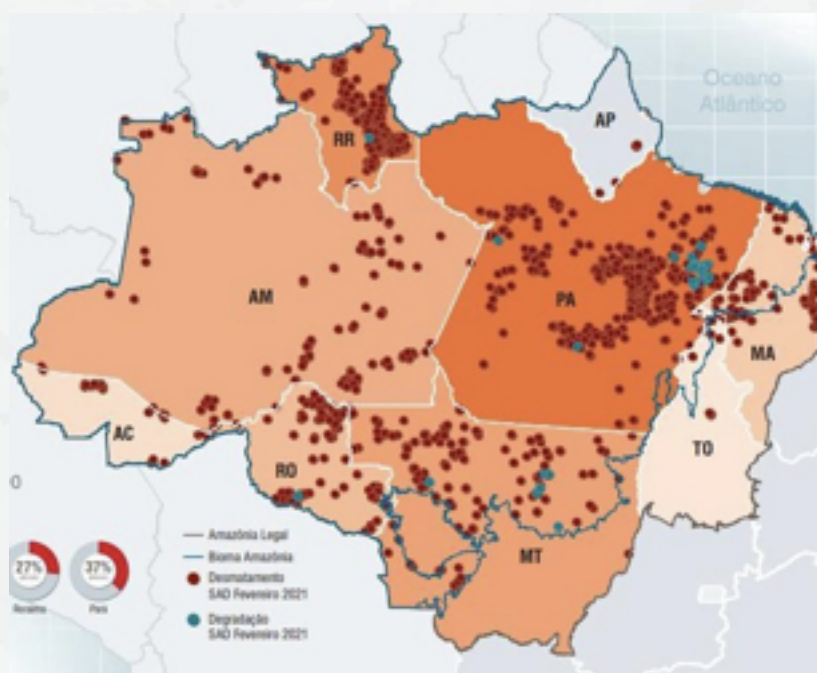 Oceano
Atlântico
AP
RR
AM
PA
MA
AC
TO
RO
MT
0
27%
Roraima
37%
Pará
Amazônia Legal
Bioma Amazônia
Desmatamento
SAD Fevereiro 2021
Degradação
SAD Fevereiro 2021